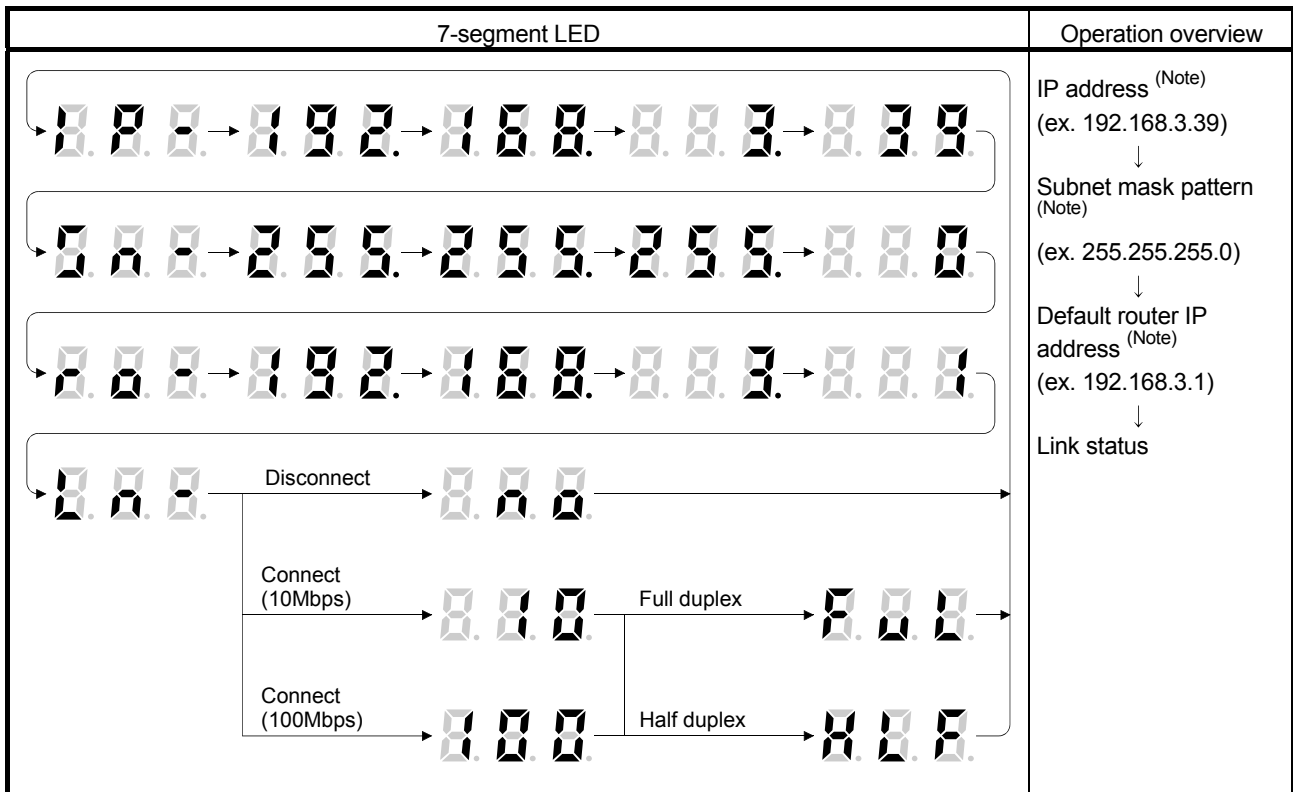 7-segment LED
Operation overview
IP- 192. 168. 3. 39
Sn- 255. 255. 255. 0
ro- 192. 168. 3. 1
Ln-
Disconnect
no
Connect
(10Mbps)
10
Full duplex
FuL
Connect
(100Mbps)
100
Half duplex
HLF
IP address (Note)
(ex. 192.168.3.39)
↓
Subnet mask pattern
(Note)
(ex. 255.255.255.0)
↓
Default router IP
address (Note)
(ex. 192.168.3.1)
↓
Link status